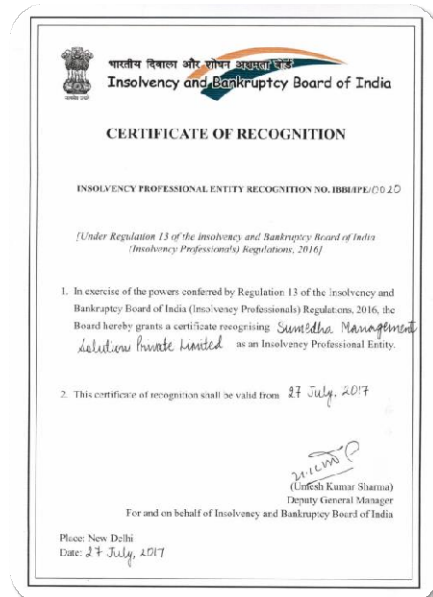 भारतीय दिवाला और शोधन अक्षमता बोर्ड
Insolvency and Bankruptcy Board of India
CERTIFICATE OF RECOGNITION
INSOLVENCY PROFESSIONAL ENTITY RECOGNITION NO. IBBI/IPE/0020
[Under Regulation 13 of the Insolvency and Bankruptcy Board of India
(Insolvency Professionals) Regulations, 2016]
1. In exercise of the powers conferred by Regulation 13 of the Insolvency and
Bankruptcy Board of India (Insolvency Professionals) Regulations, 2016, the
Board hereby grants a certificate recognising Sumedha Management
Solution Private Limited as an Insolvency Professional Entity.
2. This certificate of recognition shall be valid from 27 July, 2017
(Umesh Kumar Sharma)
Deputy General Manager
For and on behalf of Insolvency and Bankruptcy Board of India
Place: New Delhi
Date: 27 July, 2017